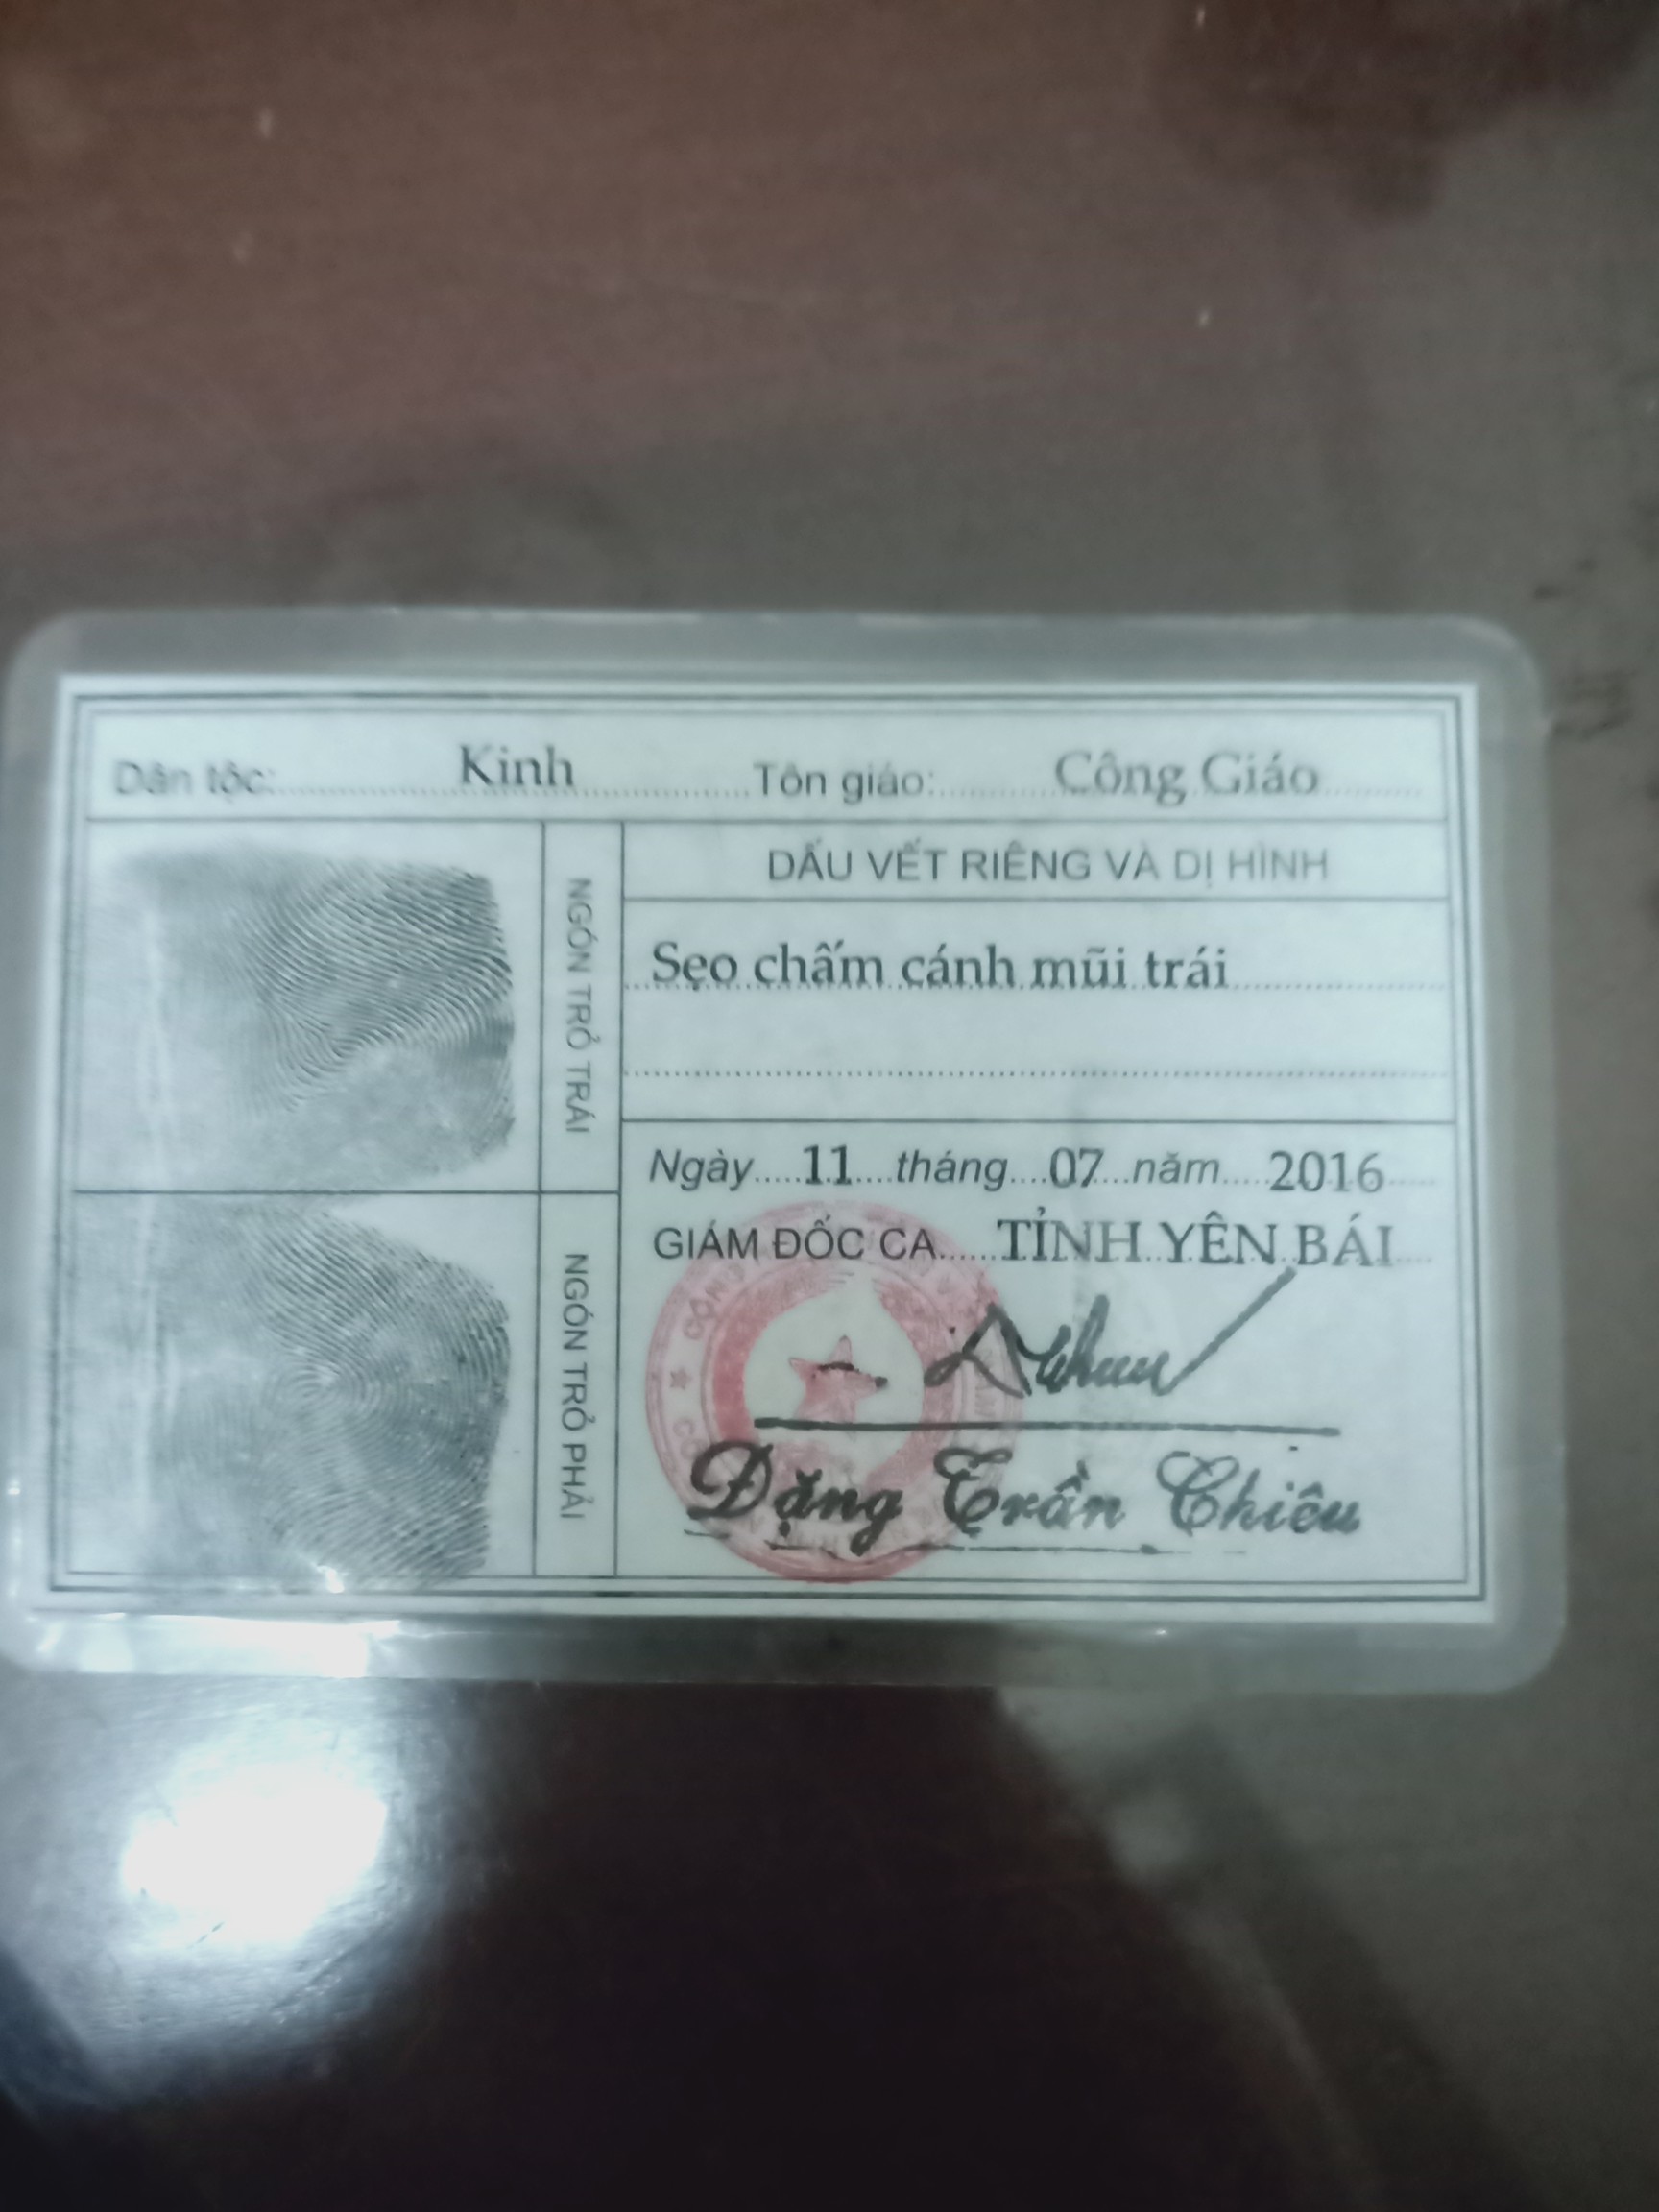 Dân tộc: Kinh Tôn giáo: Công Giáo
NGÓN TRỎ TRÁI
DẤU VẾT RIÊNG VÀ DỊ HÌNH
Sẹo chấm cánh mũi trái
Ngày 11 tháng 07 năm 2016
GIÁM ĐỐC CA TỈNH YÊN BÁI
NGÓN TRỎ PHẢI
Đặng Trần Chiêu